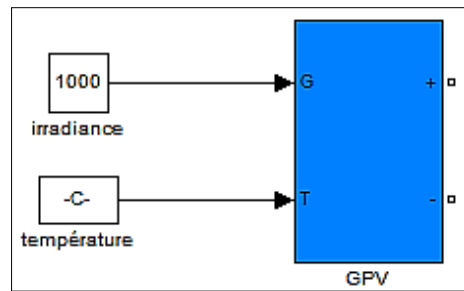 1000
irradiance
-C-
température
G
+
T
-
GPV